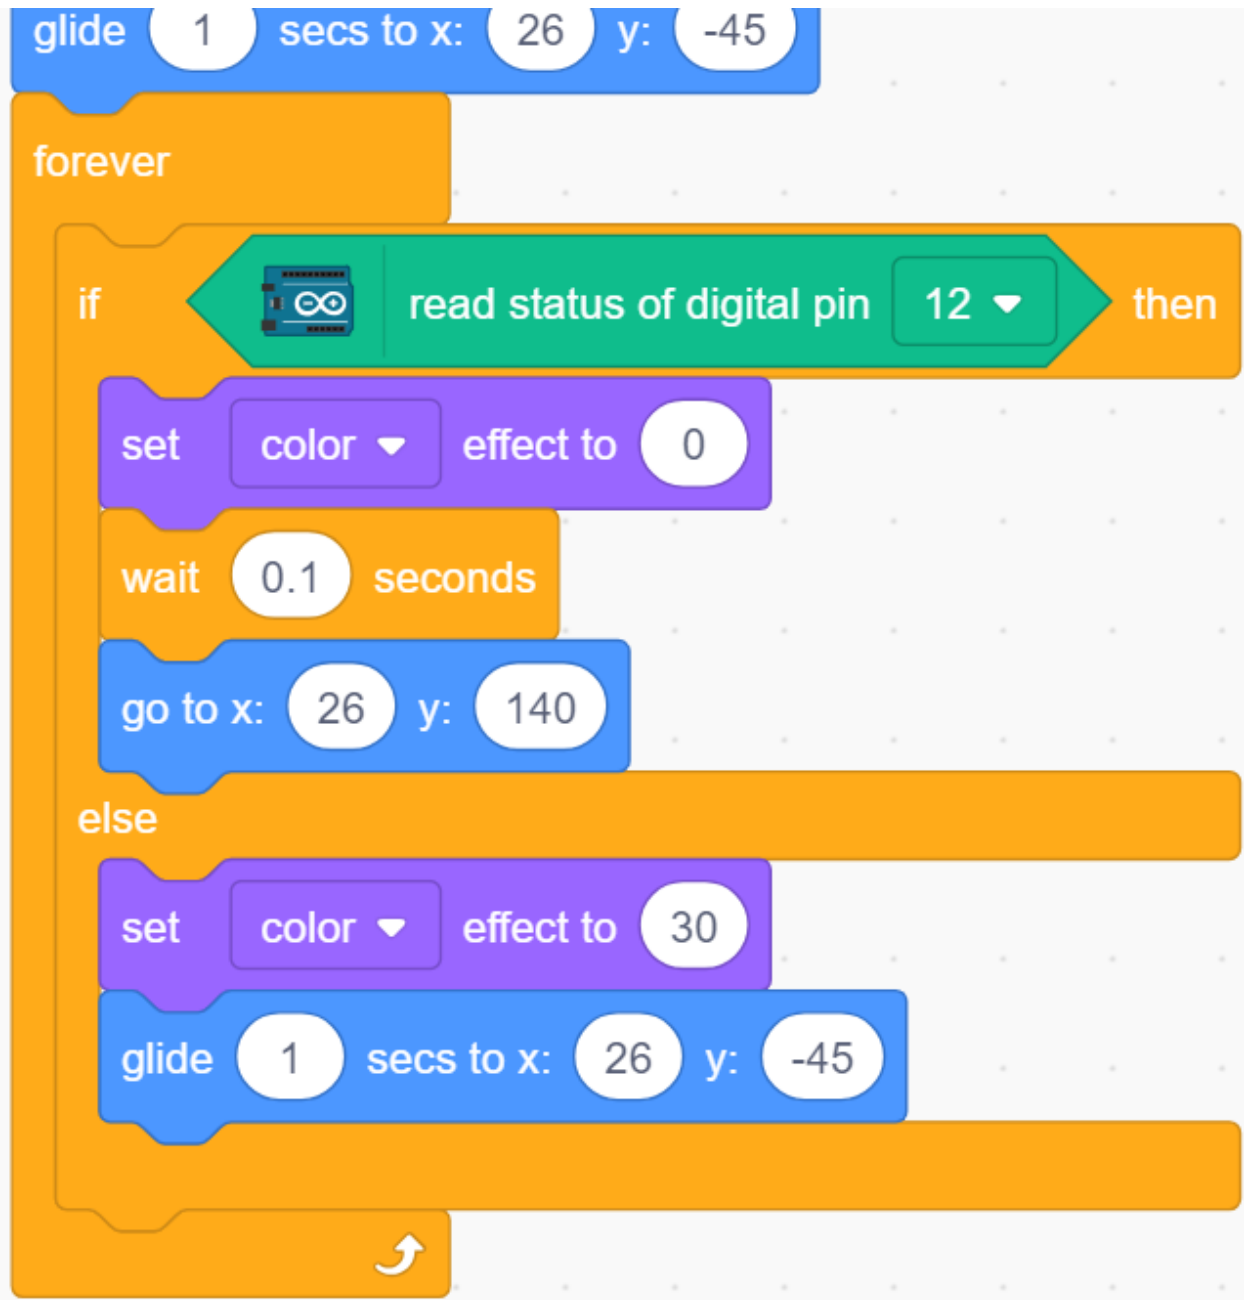 glide 1 secs to x: 26 y: -45
forever
if read status of digital pin 12 then
set color effect to 0
wait 0.1 seconds
go to x: 26 y: 140
else
set color effect to 30
glide 1 secs to x: 26 y: -45